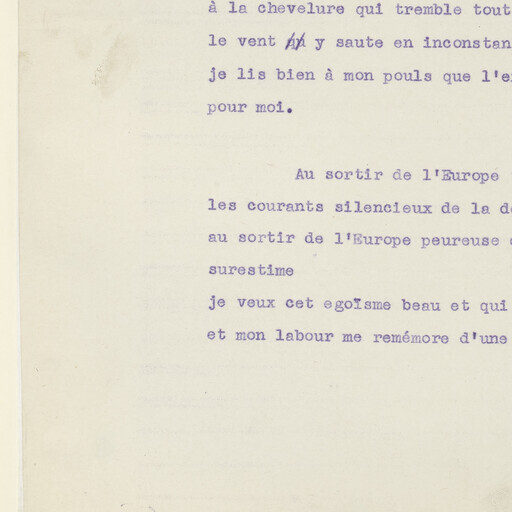 à la chevelure qui tremble tout
le vent y saute en inconstan
je lis bien à mon pouls que l'e
pour moi.
Au sortir de l'Europe
les courants silencieux de la d
au sortir de l'Europe peureuse
surestime
je veux cet egoïsme beau et qui
et mon labour me remémore d'une